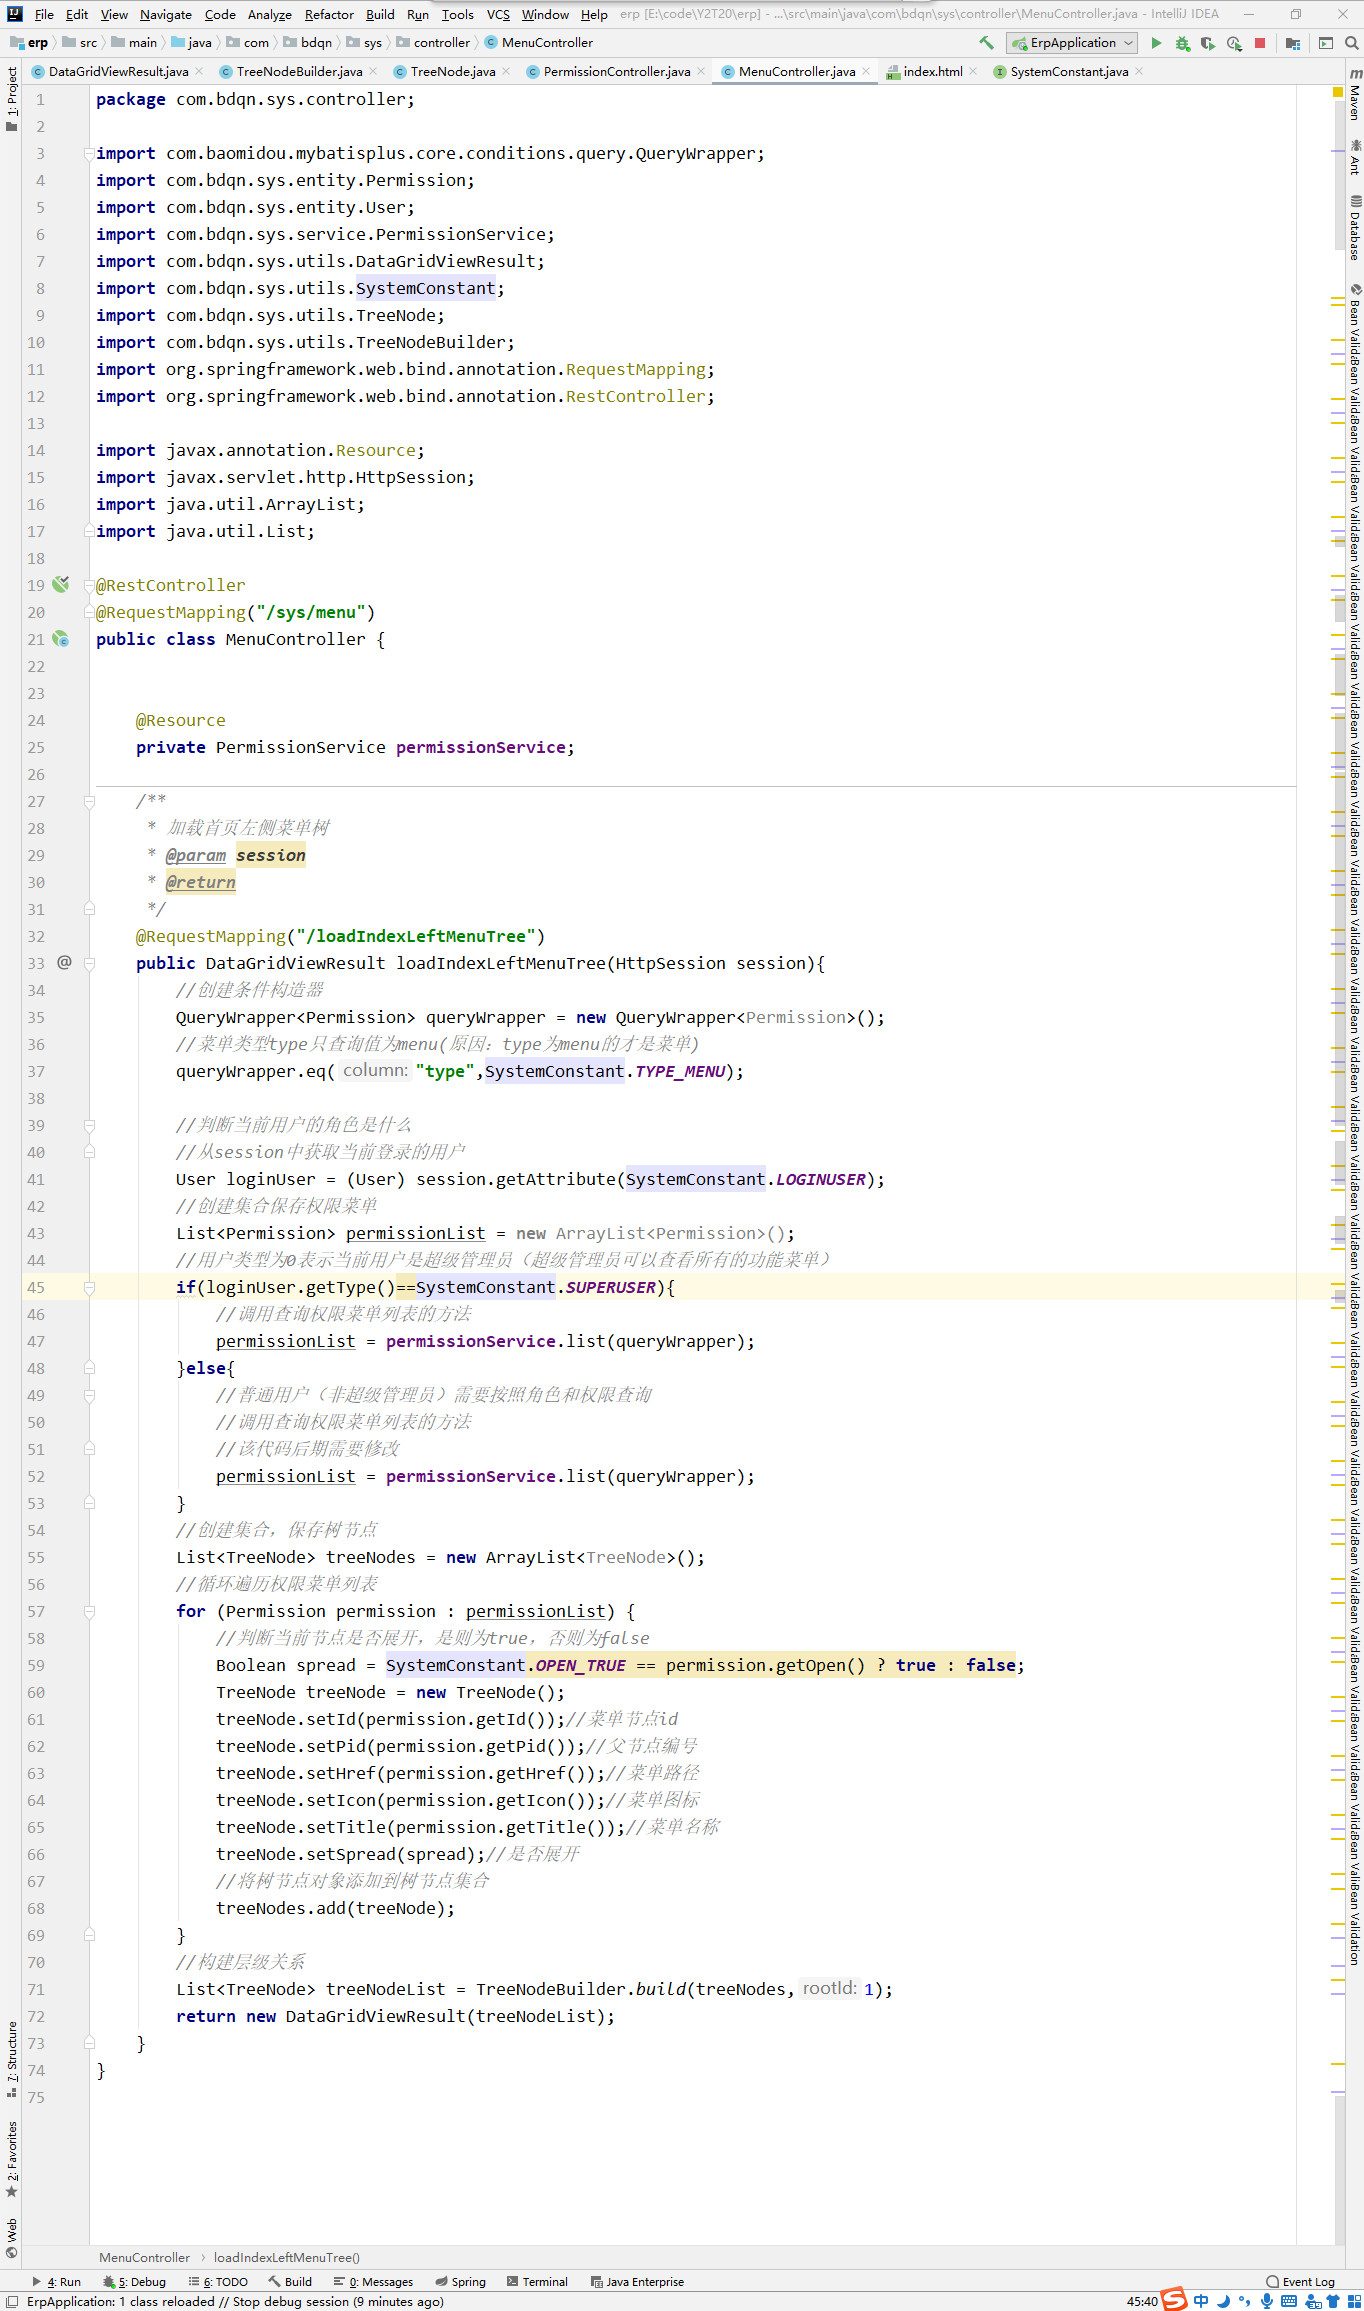 File Edit View Navigate Code Analyze Refactor Build Run Tools VCS Window Help erp [E:\code\Y2T20\erp] - ...\src\main\java\com\bdqn\sys\controller\MenuController.java - IntelliJ IDEA
erp src main java com bdqn sys controller MenuController ErpApplication
DataGridViewResult.java TreeNodeBuilder.java TreeNode.java PermissionController.java MenuController.java index.html SystemConstant.java
1 package com.bdqn.sys.controller;
2
3 import com.baomidou.mybatisplus.core.conditions.query.QueryWrapper;
4 import com.bdqn.sys.entity.Permission;
5 import com.bdqn.sys.entity.User;
6 import com.bdqn.sys.service.PermissionService;
7 import com.bdqn.sys.utils.DataGridViewResult;
8 import com.bdqn.sys.utils.SystemConstant;
9 import com.bdqn.sys.utils.TreeNode;
10 import com.bdqn.sys.utils.TreeNodeBuilder;
11 import org.springframework.web.bind.annotation.RequestMapping;
12 import org.springframework.web.bind.annotation.RestController;
13
14 import javax.annotation.Resource;
15 import javax.servlet.http.HttpSession;
16 import java.util.ArrayList;
17 import java.util.List;
18
19 @RestController
20 @RequestMapping("/sys/menu")
21 public class MenuController {
22
23
24 @Resource
25 private PermissionService permissionService;
26
27 /**
28 * 加载首页左侧菜单树
29 * @param session
30 * @return
31 */
32 @RequestMapping("/loadIndexLeftMenuTree")
33 @ public DataGridViewResult loadIndexLeftMenuTree(HttpSession session){
34 //创建条件构造器
35 QueryWrapper<Permission> queryWrapper = new QueryWrapper<Permission>();
36 //菜单类型type只查询值为menu(原因：type为menu的才是菜单)
37 queryWrapper.eq( column: "type",SystemConstant.TYPE_MENU);
38
39 //判断当前用户的角色是什么
40 //从session中获取当前登录的用户
41 User loginUser = (User) session.getAttribute(SystemConstant.LOGINUSER);
42 //创建集合保存权限菜单
43 List<Permission> permissionList = new ArrayList<Permission>();
44 //用户类型为0表示当前用户是超级管理员（超级管理员可以查看所有的功能菜单）
45 if(loginUser.getType()==SystemConstant.SUPERUSER){
46 //调用查询权限菜单列表的方法
47 permissionList = permissionService.list(queryWrapper);
48 }else{
49 //普通用户（非超级管理员）需要按照角色和权限查询
50 //调用查询权限菜单列表的方法
51 //该代码后期需要修改
52 permissionList = permissionService.list(queryWrapper);
53 }
54 //创建集合，保存树节点
55 List<TreeNode> treeNodes = new ArrayList<TreeNode>();
56 //循环遍历权限菜单列表
57 for (Permission permission : permissionList) {
58 //判断当前节点是否展开，是则为true，否则为false
59 Boolean spread = SystemConstant.OPEN_TRUE == permission.getOpen() ? true : false;
60 TreeNode treeNode = new TreeNode();
61 treeNode.setId(permission.getId());//菜单节点id
62 treeNode.setPid(permission.getPid());//父节点编号
63 treeNode.setHref(permission.getHref());//菜单路径
64 treeNode.setIcon(permission.getIcon());//菜单图标
65 treeNode.setTitle(permission.getTitle());//菜单名称
66 treeNode.setSpread(spread);//是否展开
67 //将树节点对象添加到树节点集合
68 treeNodes.add(treeNode);
69 }
70 //构建层级关系
71 List<TreeNode> treeNodeList = TreeNodeBuilder.build(treeNodes, rootId: 1);
72 return new DataGridViewResult(treeNodeList);
73 }
74 }
75
1: Project
7: Structure
2: Favorites
Web
Maven
Ant
Database
Bean Validation
MenuController loadIndexLeftMenuTree()
4: Run 5: Debug 6: TODO Build 0: Messages Spring Terminal Java Enterprise Event Log
ErpApplication: 1 class reloaded // Stop debug session (9 minutes ago) 45:40 中